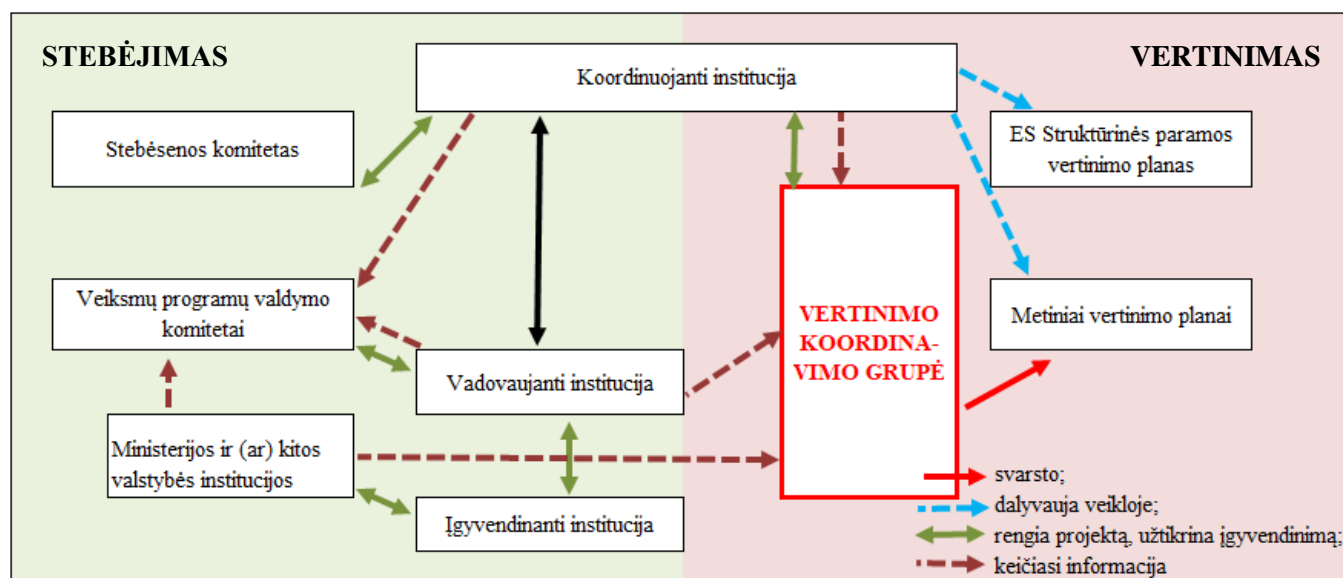 STEBĖJIMAS
VERTINIMAS
Koordinuojanti institucija
Stebėsenos komitetas
ES Struktūrinės paramos
vertinimo planas
Veiksmų programų valdymo
komitetai
Metiniai vertinimo planai
VERTINIMO
KOORDINA-
VIMO GRUPĖ
Vadovaujanti institucija
Ministerijos ir (ar) kitos
valstybės institucijos
Įgyvendinanti institucija
svarsto;
dalyvauja veikloje;
rengia projektą, užtikrina įgyvendinimą;
keičiasi informacija